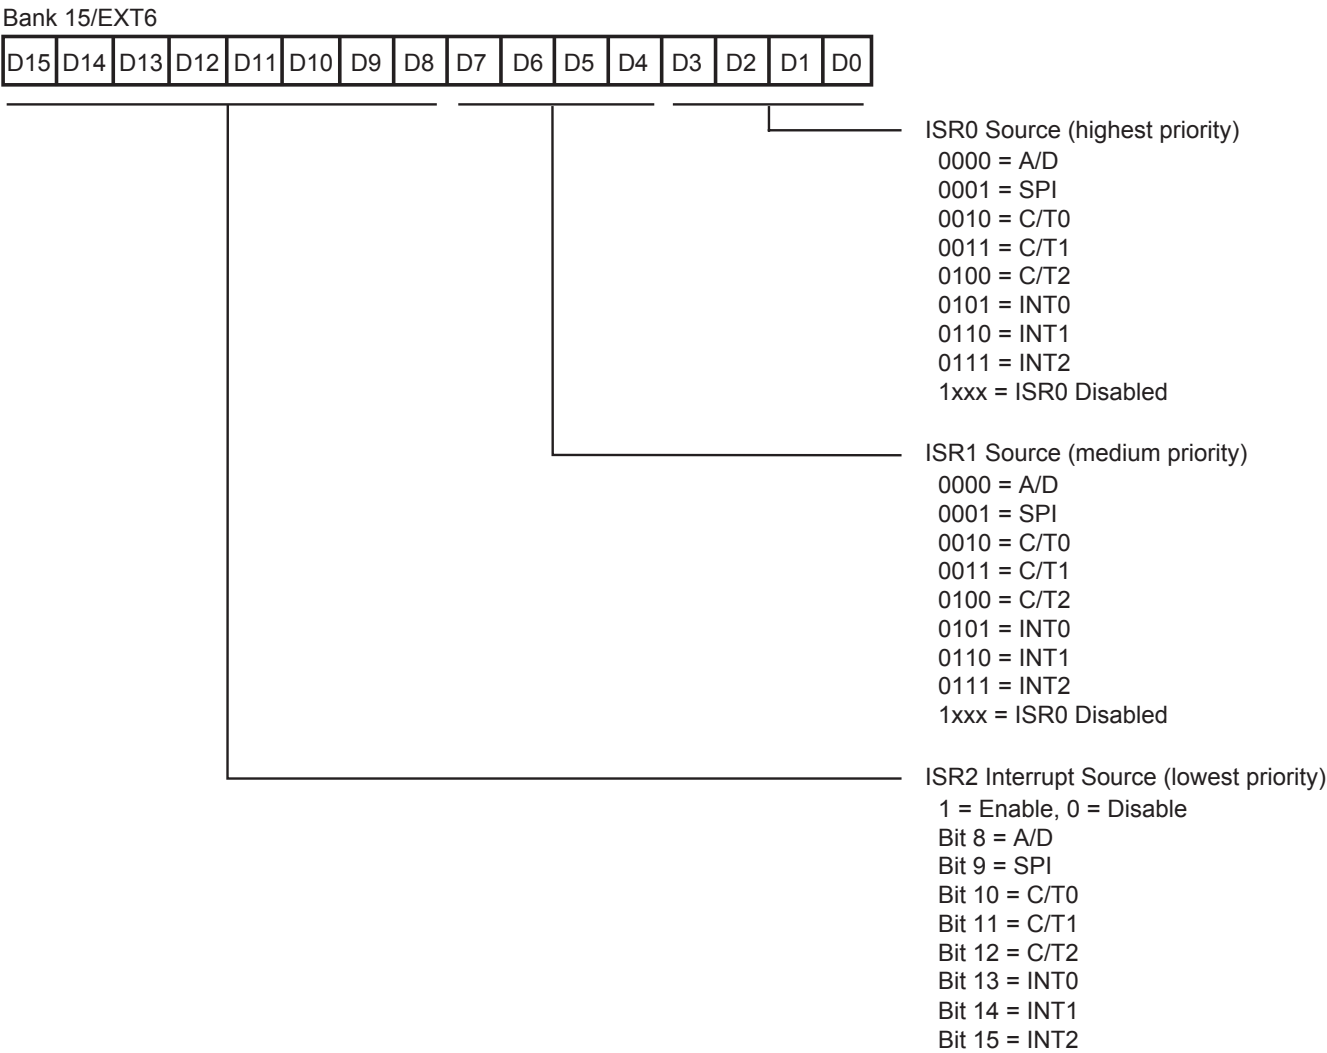 Bank 15/EXT6
D15 D14 D13 D12 D11 D10 D9 D8 D7 D6 D5 D4 D3 D2 D1 D0
ISR0 Source (highest priority)
0000 = A/D
0001 = SPI
0010 = C/T0
0011 = C/T1
0100 = C/T2
0101 = INT0
0110 = INT1
0111 = INT2
1xxx = ISR0 Disabled
ISR1 Source (medium priority)
0000 = A/D
0001 = SPI
0010 = C/T0
0011 = C/T1
0100 = C/T2
0101 = INT0
0110 = INT1
0111 = INT2
1xxx = ISR0 Disabled
ISR2 Interrupt Source (lowest priority)
1 = Enable, 0 = Disable
Bit 8 = A/D
Bit 9 = SPI
Bit 10 = C/T0
Bit 11 = C/T1
Bit 12 = C/T2
Bit 13 = INT0
Bit 14 = INT1
Bit 15 = INT2